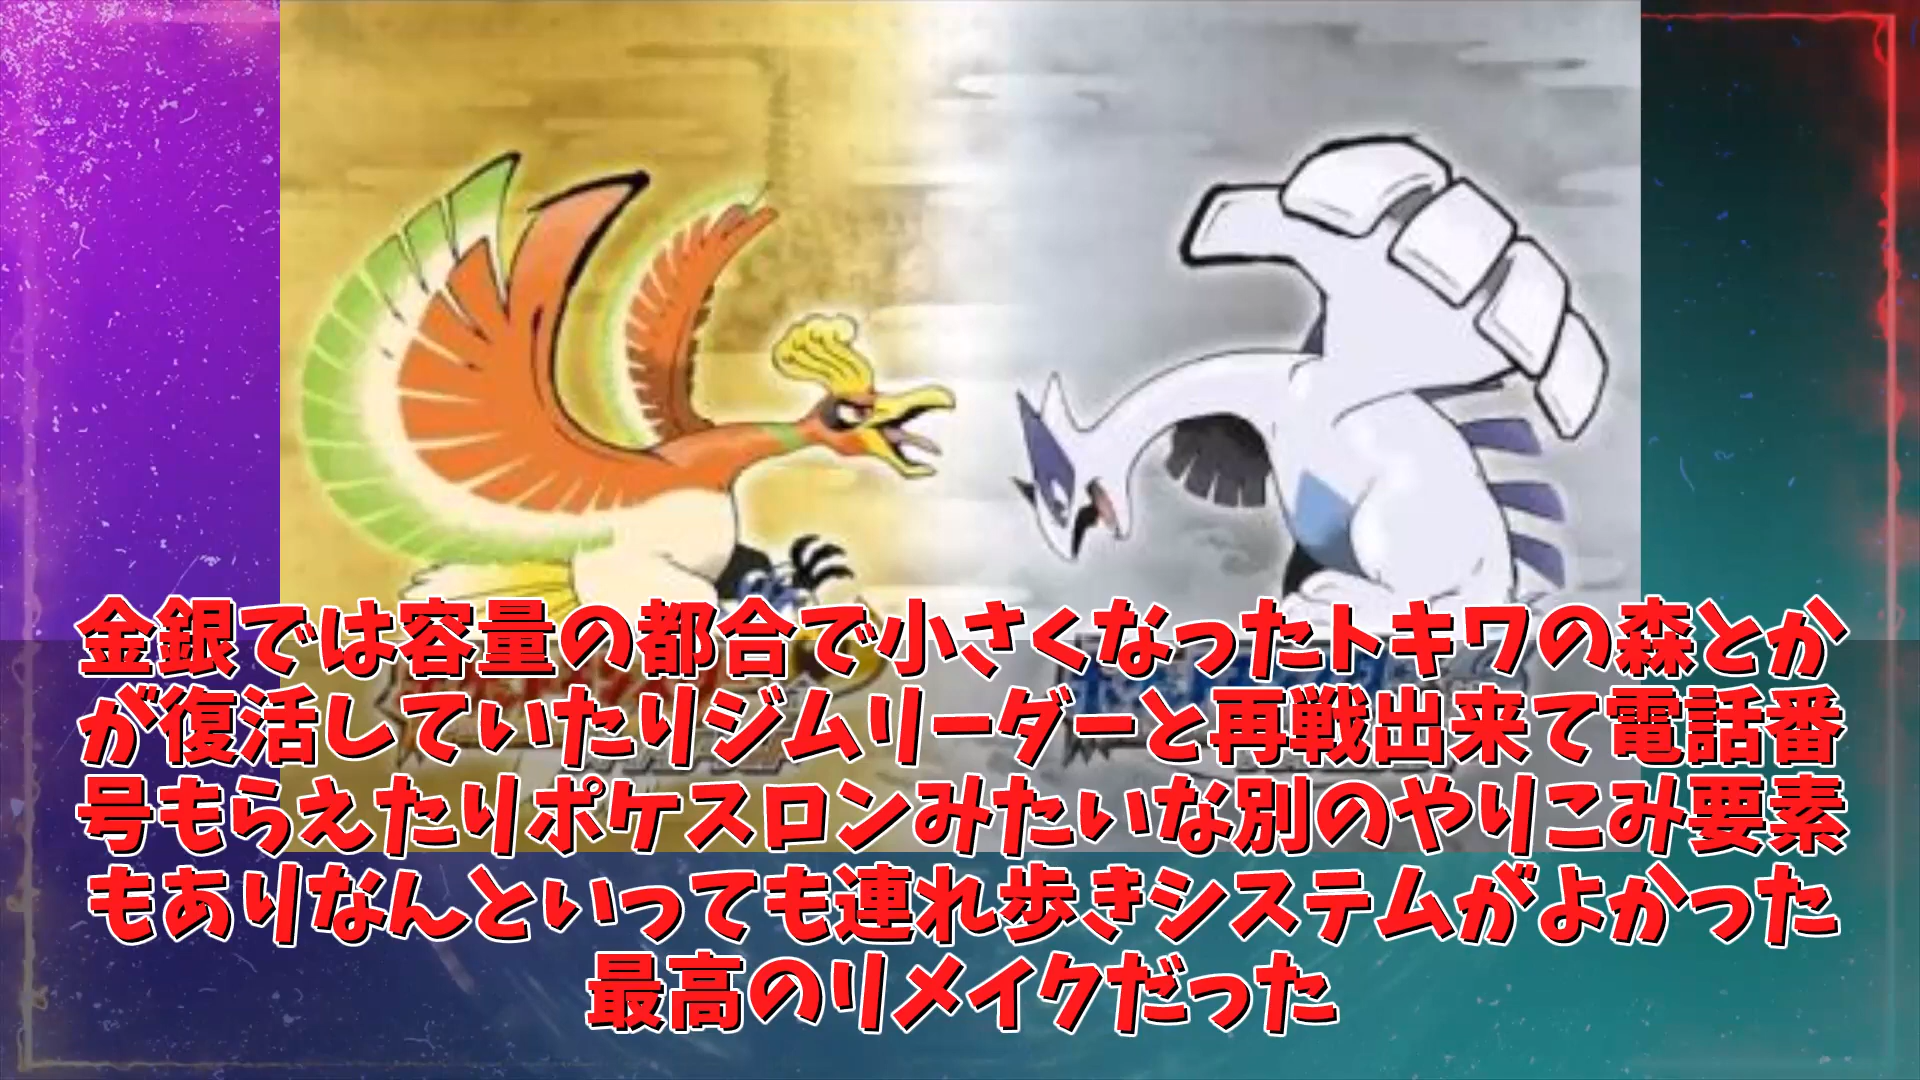 金銀では容量の都合で小さくなったトキワの森とか
が復活していたりジムリーダーと再戦出来て電話番
号もらえたりポケスロンみたいな別のやりこみ要素
もありなんといっても連れ歩きシステムがよかった
最高のリメイクだった